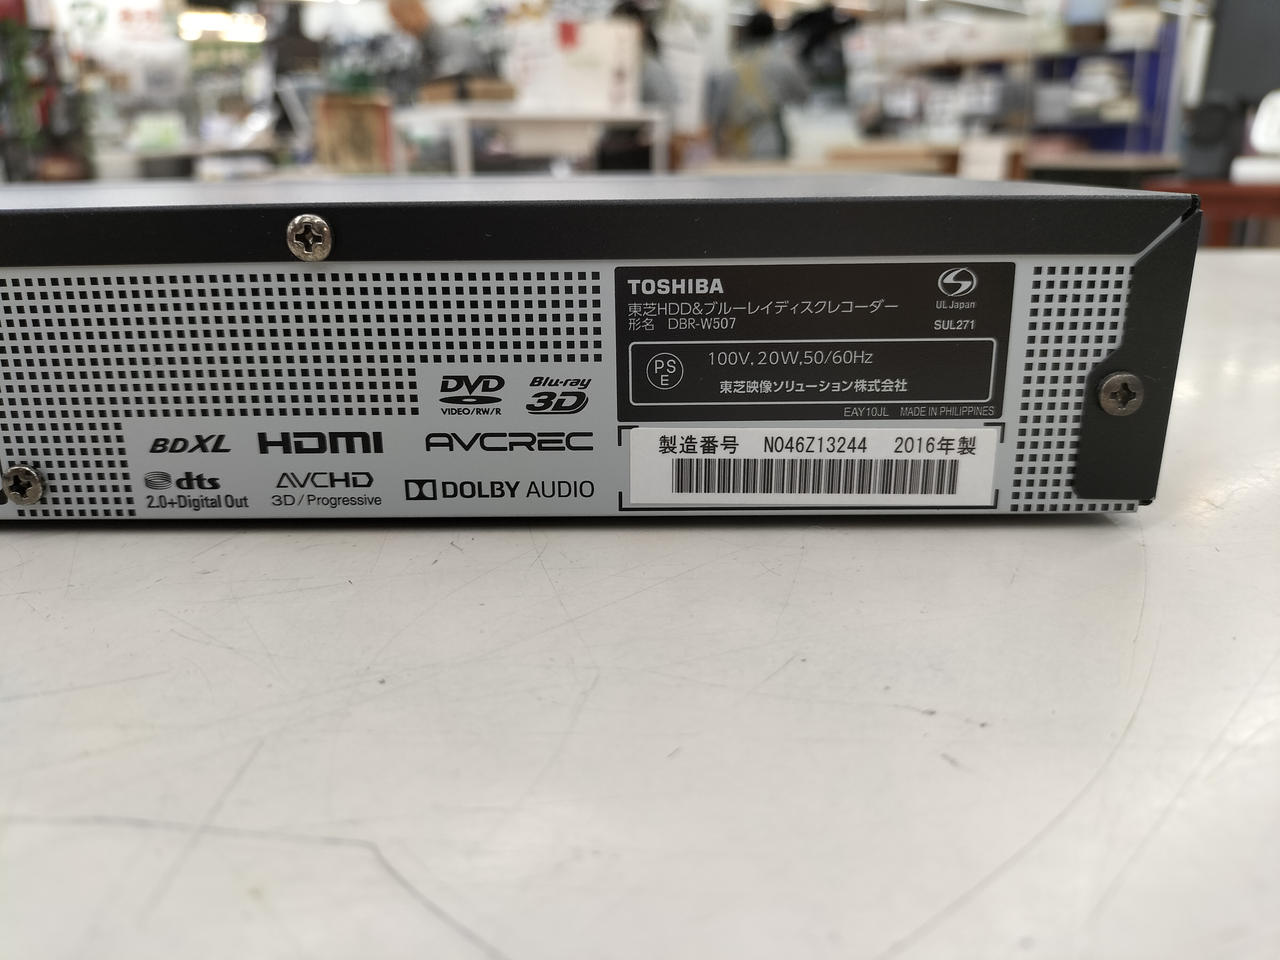 TOSHIBA
東芝HDD&ブルーレイディスクレコーダー
形名 DBR-W507
UL Japan
SUL271
PS
E
100V,20W,50/60Hz
東芝映像ソリューション株式会社
EAY10JL MADE IN PHILIPPINES
DVD
VIDEO/RW/R
Blu-ray
3D
BDXL
HDMI
AVCREC
dts
2.0+Digital Out
AVCHD
3D/Progressive
DOLBY AUDIO
製造番号 NO46Z13244 2016年製